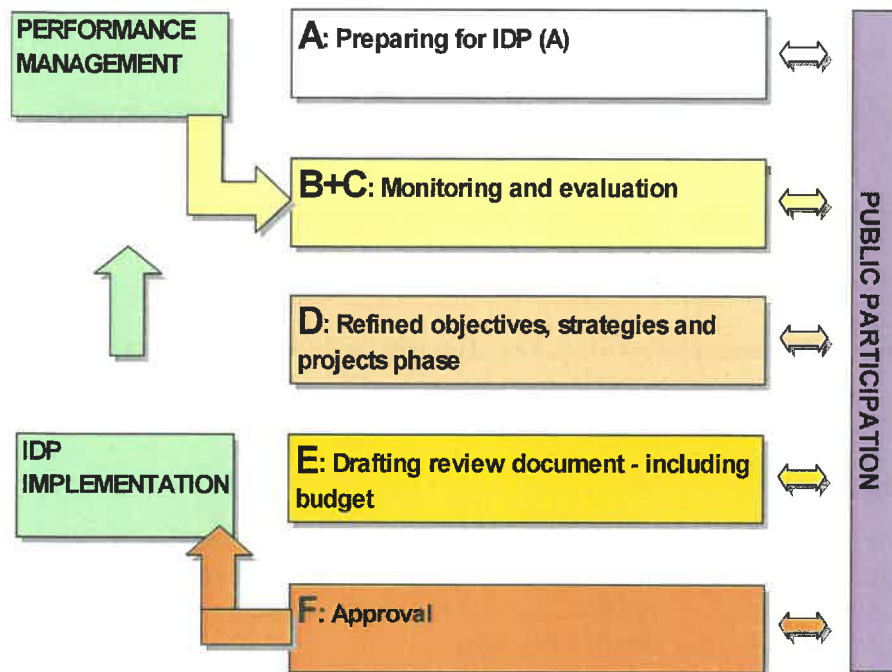 PERFORMANCE
MANAGEMENT
A: Preparing for IDP (A)
B+C: Monitoring and evaluation
D: Refined objectives, strategies and
projects phase
IDP
IMPLEMENTATION
E: Drafting review document - including
budget
F: Approval
PUBLIC PARTICIPATION